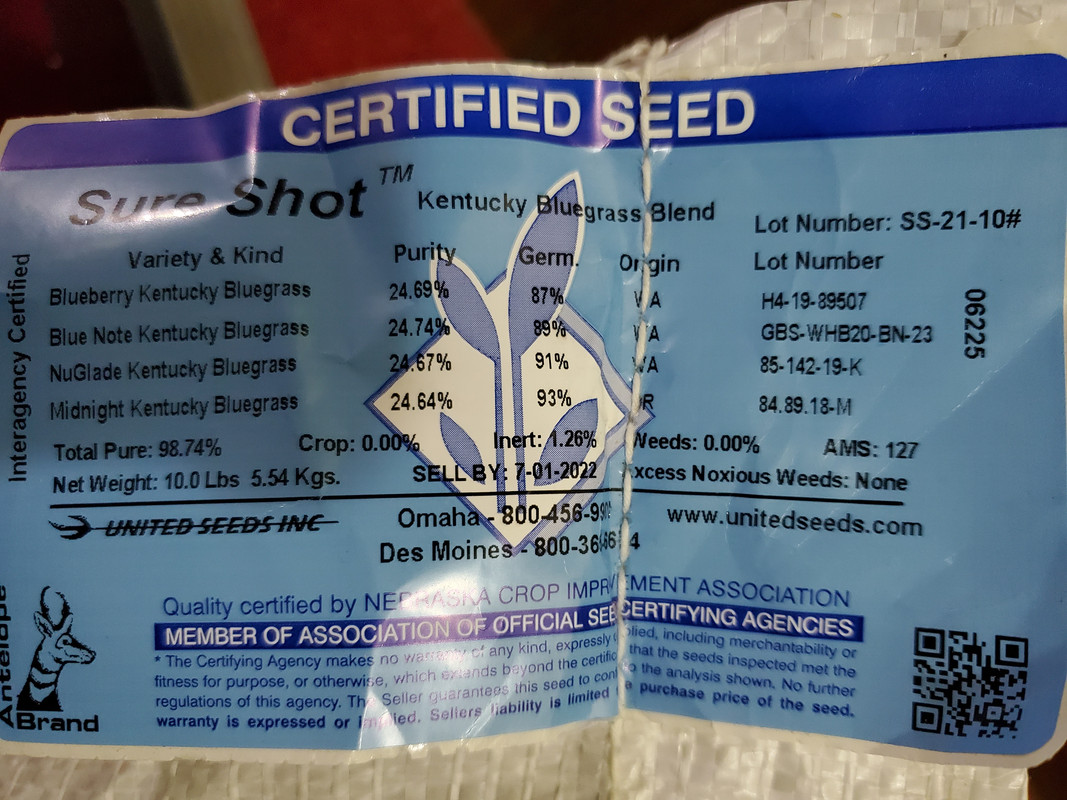 CERTIFIED SEED
Sure Shot™ Kentucky Bluegrass Blend Lot Number: SS-21-10#
Variety & Kind Purity Germ. Origin Lot Number
Blueberry Kentucky Bluegrass 24.69% 87% H4-19-89507
Blue Note Kentucky Bluegrass 24.74% 89% GBS-WHB20-BN-23
NuGlade Kentucky Bluegrass 24.67% 91% 85-142-19-K
Midnight Kentucky Bluegrass 24.64% 93% 84.89.18-M
Total Pure: 98.74% Crop: 0.00% Inert: 1.26% Weeds: 0.00% AMS: 127
Net Weight: 10.0 Lbs 5.54 Kgs. SELL BY: 7-01-2022 Excess Noxious Weeds: None
UNITED SEEDS INC Omaha - www.unitedseeds.com
Des Moines -
Quality certified by NEBRASKA CROP IMPROVEMENT ASSOCIATION
MEMBER OF ASSOCIATION OF OFFICIAL SEED CERTIFYING AGENCIES
* The Certifying Agency makes no warranty of any kind, expressly including merchantability or
fitness for purpose, or otherwise, which extends beyond the that the seeds inspected met the
regulations of this agency. The Seller guarantees this seed to the analysis shown. No further
warranty is expressed or implied. Sellers liability is limited purchase price of the seed.
Interagency Certified
06225
Antelope
Brand